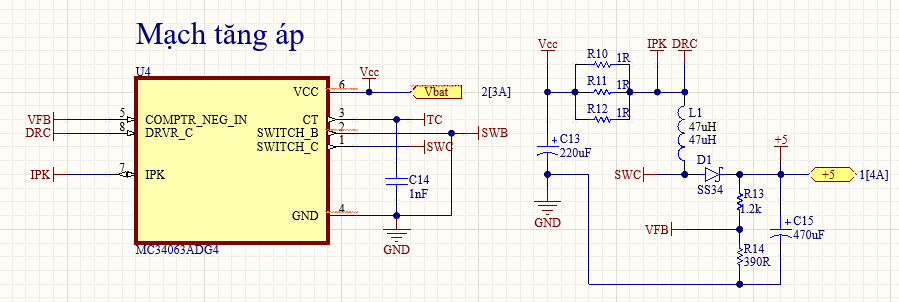 Mạch tăng áp
U4
VCC
6
Vcc
Vbat
2[3A]
VFB
5
COMPTR_NEG_IN
CT
3
TC
DRC
8
DRVR_C
SWITCH_B
2
SWB
SWITCH_C
1
SWC
IPK
7
IPK
C14
1nF
GND
4
GND
MC34063ADG4
Vcc
R10
1R
IPK
DRC
R11
1R
R12
1R
L1
47uH
47uH
C13
220uF
GND
SWC
D1
SS34
+5
+5
1[4A]
R13
1.2k
VFB
C15
470uF
R14
390R